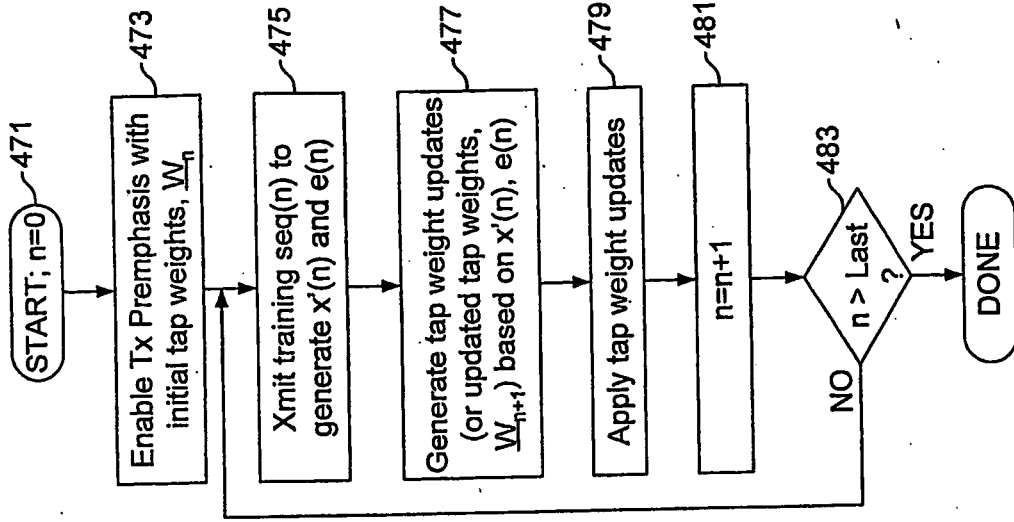 START; n=0
471
Enable Tx Premphasis with
initial tap weights, W_n
473
Xmit training seq(n) to
generate x'(n) and e(n)
475
Generate tap weight updates
(or updated tap weights,
W_n+1) based on x'(n), e(n)
477
Apply tap weight updates
479
n=n+1
481
n > Last
?
483
NO
YES
DONE